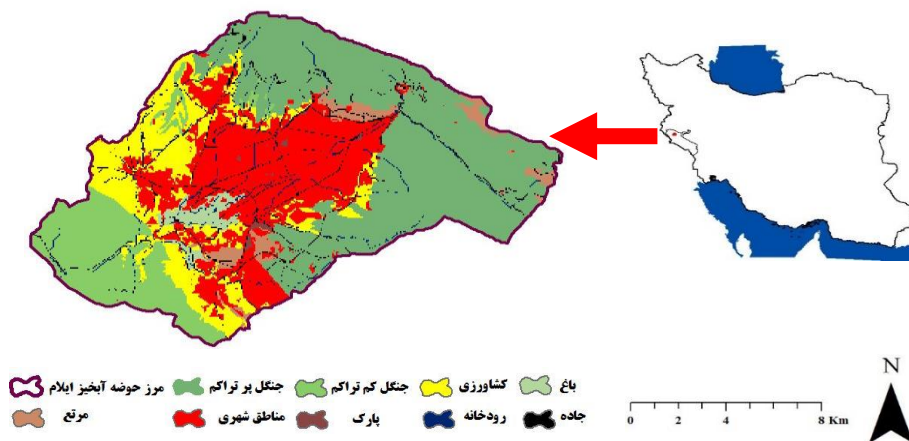 مرز حوضه آبخیز ایلام
جنگل پر تراکم
جنگل کم تراکم
کشاورزی
باغ
مرتع
مناطق شهری
پارک
رودخانه
جاده
N
0 2 4 8 Km